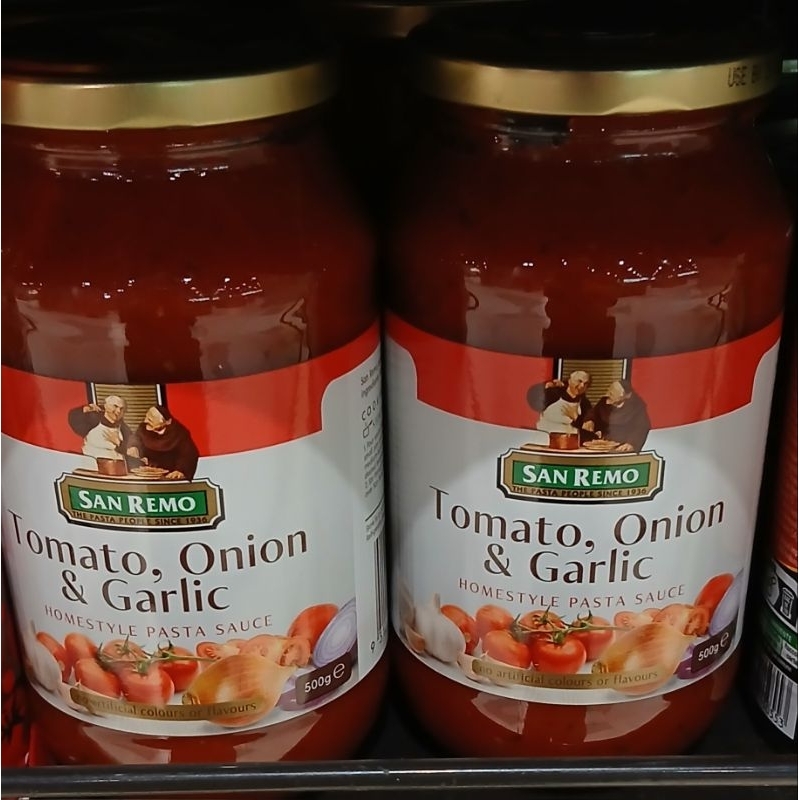 SAN REMO
THE PASTA PEOPLE SINCE 1936
Tomato, Onion
& Garlic
HOMESTYLE PASTA SAUCE
no artificial colours or flavours
500g e
USE
SAN REMO
THE PASTA PEOPLE SINCE 1936
Tomato, Onion
& Garlic
HOMESTYLE PASTA SAUCE
no artificial colours or flavours
500g e